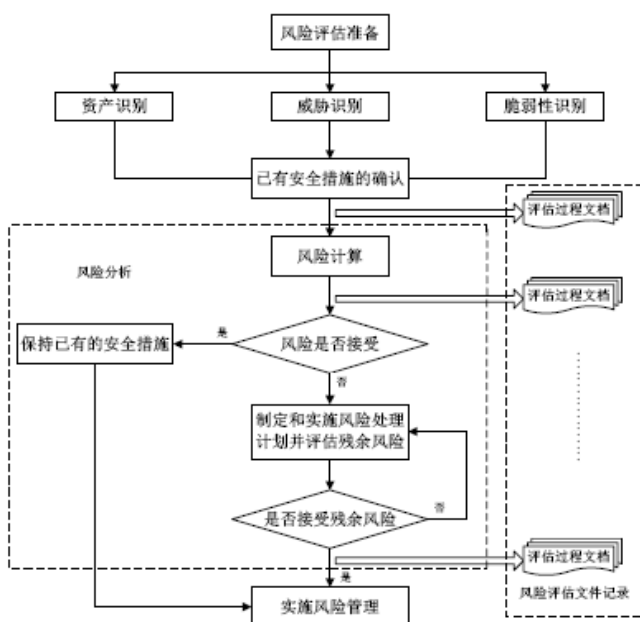 风险评估准备
资产识别
威胁识别
脆弱性识别
已有安全措施的确认
评估过程文档
风险计算
风险分析
评估过程文档
是
保持已有的安全措施
风险是否接受
否
制定和实施风险处理
计划并评估残余风险
是否接受残余风险
否
评估过程文档
是
风险评估文件记录
实施风险管理